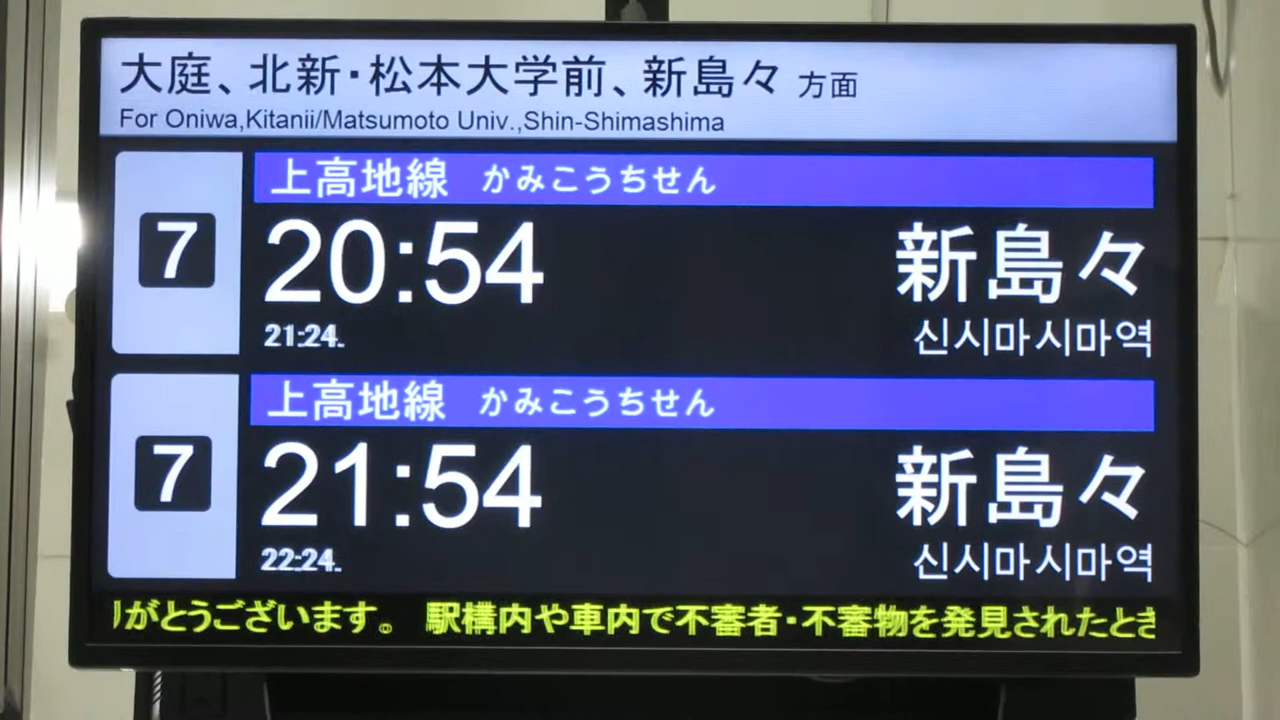 大庭、北新・松本大学前、新島々 方面
For Oniwa,Kitanii/Matsumoto Univ.,Shin-Shimashima
7
上高地線 かみこうちせん
20:54 新島々
21:24. 신시마시마역
7
上高地線 かみこうちせん
21:54 新島々
22:24. 신시마시마역
りがとうございます。 駅構内や車内で不審者・不審物を発見されたとき